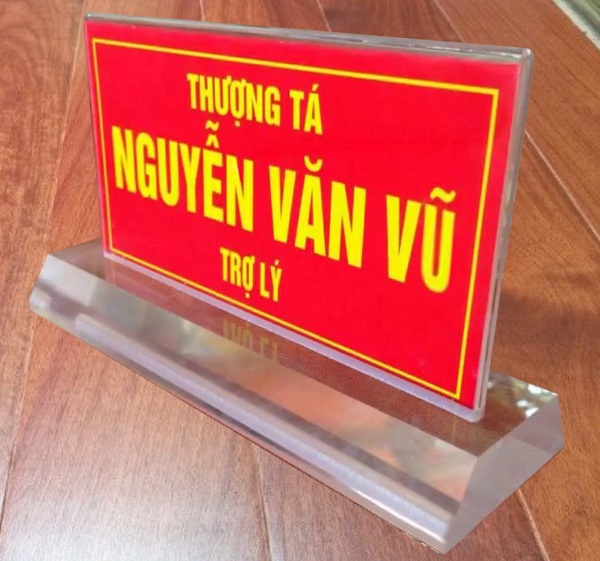 THƯỢNG TÁ
NGUYỄN VĂN VŨ
TRỢ LÝ